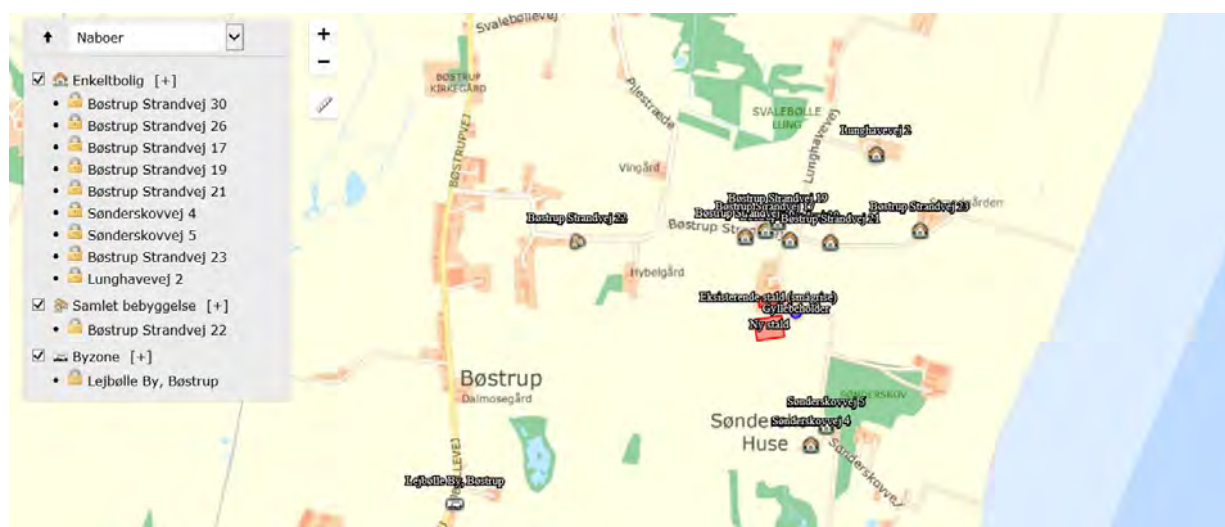 Naboer
Enkeltbolig [+]
Bøstrup Strandvej 30
Bøstrup Strandvej 26
Bøstrup Strandvej 17
Bøstrup Strandvej 19
Bøstrup Strandvej 21
Sønderskovvej 4
Sønderskovvej 5
Bøstrup Strandvej 23
Lunghavevej 2
Samlet bebyggelse [+]
Bøstrup Strandvej 22
Byzone [+]
Lejbølle By, Bøstrup
+
−
Svalebøllevej
BØSTRUP
KIRKEGÅRD
BØSTRUPVEJ
Pilestræde
SVALEBØLLE
LUNG
Lunghavevej
Lunghavevej 2
Vingård
Bøstrup Strandvej 19
Bøstrup Strandvej 17
Bøstrup Strandvej 21
Bøstrup Strandvej 23
Bøstrup Strandvej 22
Hybelgård
Eksisterende stald (smågrise)
Gyllebeholder
Ny stald
Bøstrup
Dalmosegård
SØNDERSKOV
Sønderskovvej 5
Sønderskovvej 4
Huse
Sønderskovvej
Lejbølle By, Bøstrup